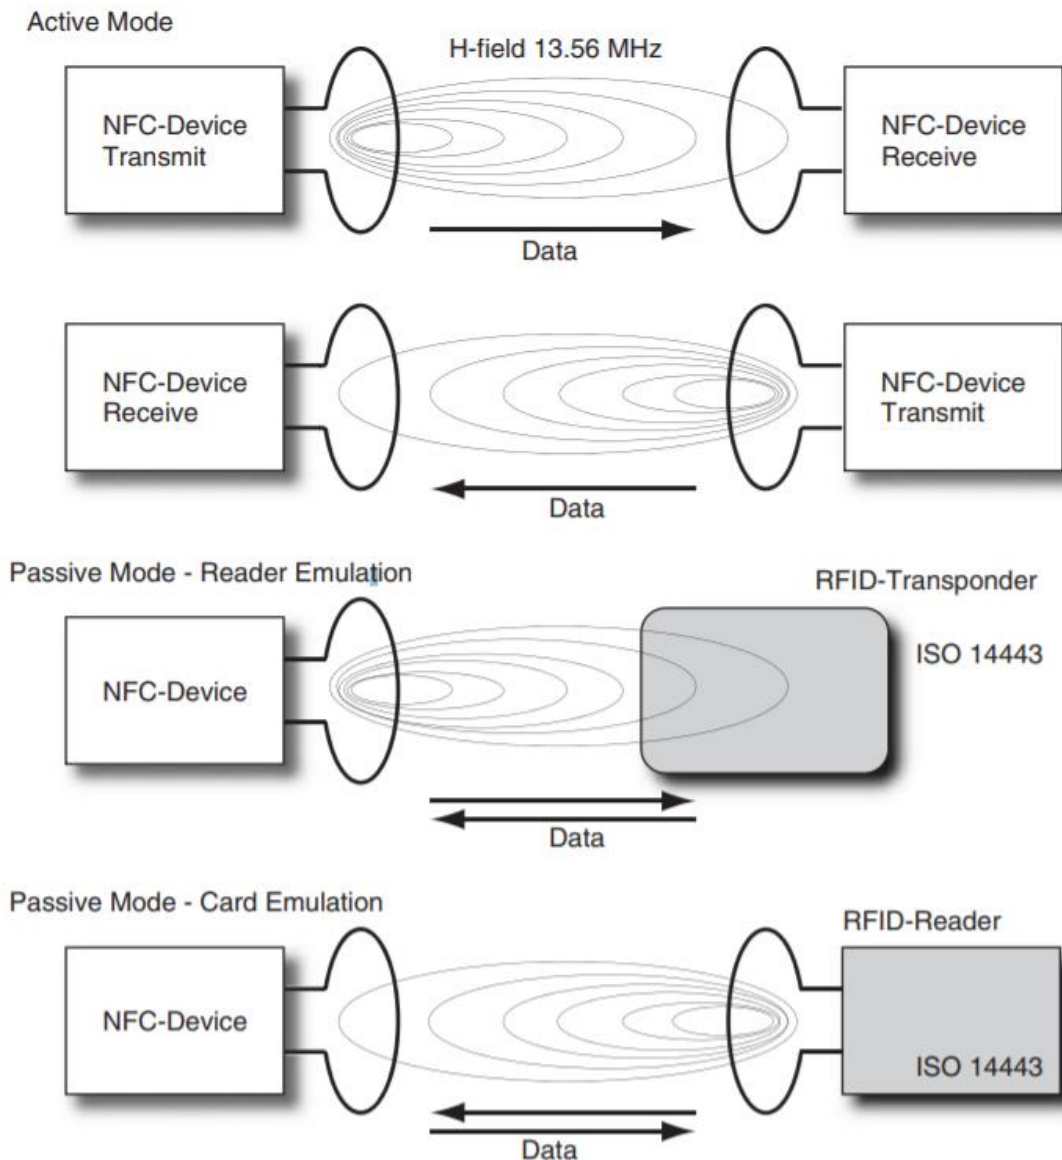 Active Mode
H-field 13.56 MHz
NFC-Device
Transmit
NFC-Device
Receive
Data
NFC-Device
Receive
NFC-Device
Transmit
Data
Passive Mode - Reader Emulation
RFID-Transponder
ISO 14443
NFC-Device
Data
Passive Mode - Card Emulation
RFID-Reader
NFC-Device
ISO 14443
Data